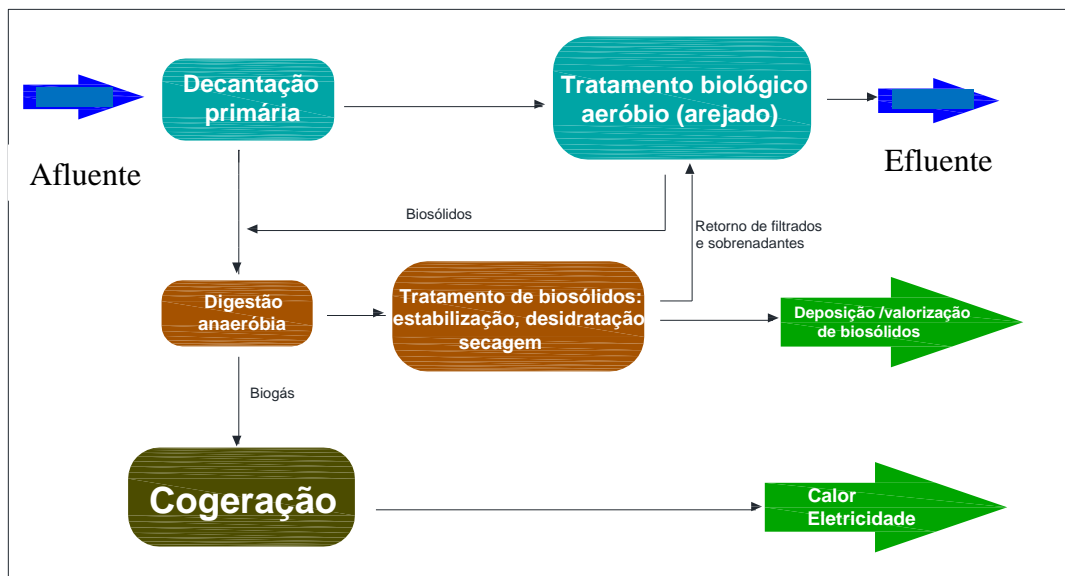 Decantação
primária
Tratamento biológico
aeróbio (arejado)
Afluente
Efluente
Biosólidos
Retorno de filtrados
e sobrenadantes
Digestão
anaeróbia
Tratamento de biosólidos:
estabilização, desidratação
secagem
Deposição /valorização
de biosólidos
Biogás
Cogeração
Calor
Eletricidade